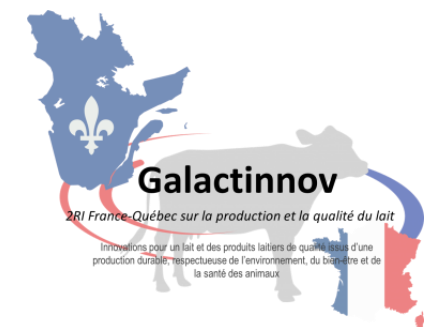 Galactinnov
2RI France-Québec sur la production et la qualité du lait
Innovations pour un lait et des produits laitiers de qualité issus d'une
production durable, respectueuse de l'environnement, du bien-être et de
la santé des animaux